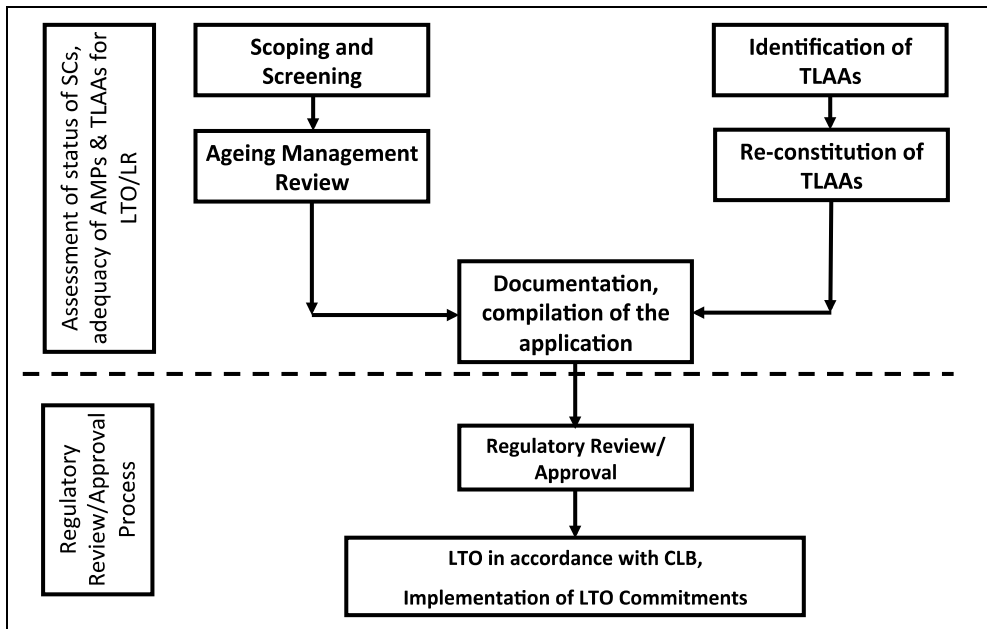 Assessment of status of SCs,
adequacy of AMPs & TLAAs for
LTO/LR
Scoping and
Screening
Identification of
TLAAs
Ageing Management
Review
Re-constitution of
TLAAs
Documentation,
compilation of the
application
Regulatory
Review/Approval
Process
Regulatory Review/
Approval
LTO in accordance with CLB,
Implementation of LTO Commitments